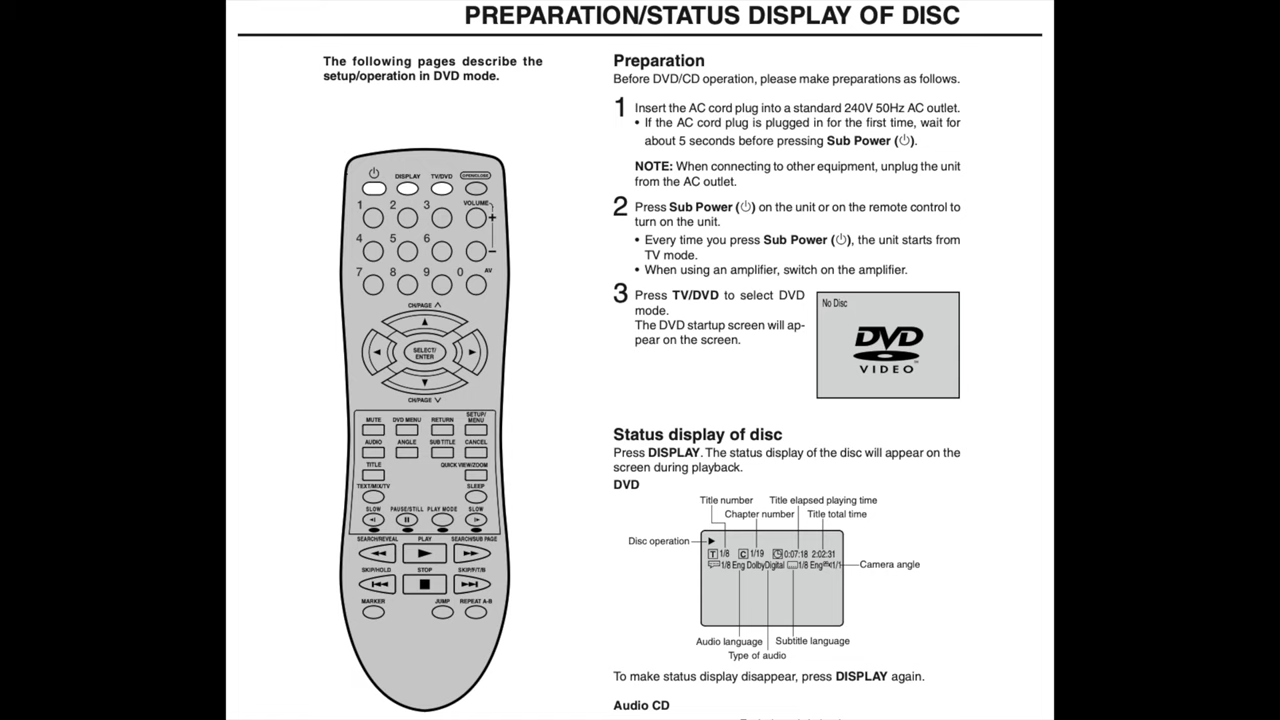 PREPARATION/STATUS DISPLAY OF DISC
The following pages describe the
setup/operation in DVD mode.
DISPLAY TV/DVD OPEN/CLOSE
1 2 3 VOLUME
+
4 5 6
−
7 8 9 0 AV
CH/PAGE
SELECT/
ENTER
CH/PAGE
MUTE DVD MENU RETURN SETUP/
MENU
AUDIO ANGLE SUB TITLE CANCEL
TITLE QUICK VIEW/ZOOM
TEXT/MIX/TV SLEEP
SLOW PAUSE/STILL PLAY MODE SLOW
SEARCH/REVEAL PLAY SEARCH/SUB PAGE
SKIP/HOLD STOP SKIP/F/T/B
MARKER JUMP REPEAT A-B
Preparation
Before DVD/CD operation, please make preparations as follows.
1 Insert the AC cord plug into a standard 240V 50Hz AC outlet.
• If the AC cord plug is plugged in for the first time, wait for
about 5 seconds before pressing Sub Power (⏻).
NOTE: When connecting to other equipment, unplug the unit
from the AC outlet.
2 Press Sub Power (⏻) on the unit or on the remote control to
turn on the unit.
• Every time you press Sub Power (⏻), the unit starts from
TV mode.
• When using an amplifier, switch on the amplifier.
3 Press TV/DVD to select DVD
mode.
The DVD startup screen will ap-
pear on the screen.
No Disc
DVD
VIDEO
Status display of disc
Press DISPLAY. The status display of the disc will appear on the
screen during playback.
DVD
Title number Title elapsed playing time
Chapter number Title total time
Disc operation
T 1/8 C 1/19 0:07:18 2:02:31
1/8 Eng DolbyDigital 1/8 Eng 1/1
Camera angle
Audio language Subtitle language
Type of audio
To make status display disappear, press DISPLAY again.
Audio CD